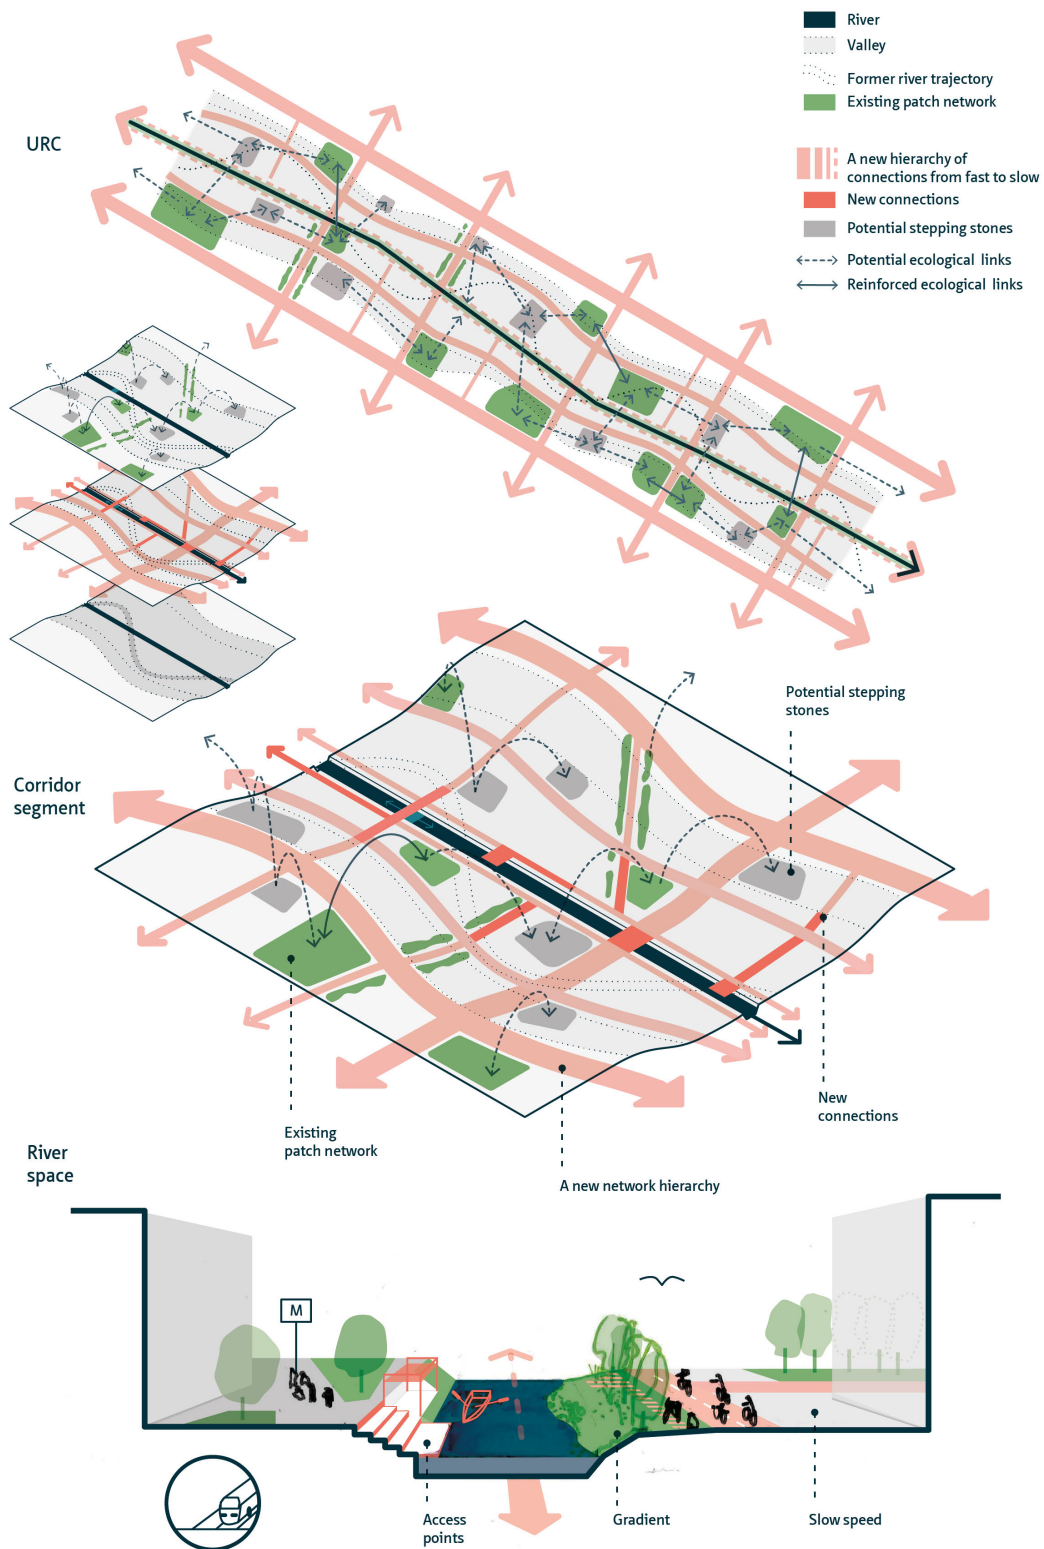 River
Valley
Former river trajectory
Existing patch network
URC
A new hierarchy of
connections from fast to slow
New connections
Potential stepping stones
Potential ecological links
Reinforced ecological links
Potential stepping
stones
Corridor
segment
New
connections
Existing
patch network
A new network hierarchy
River
space
M
Access
points
Gradient
Slow speed